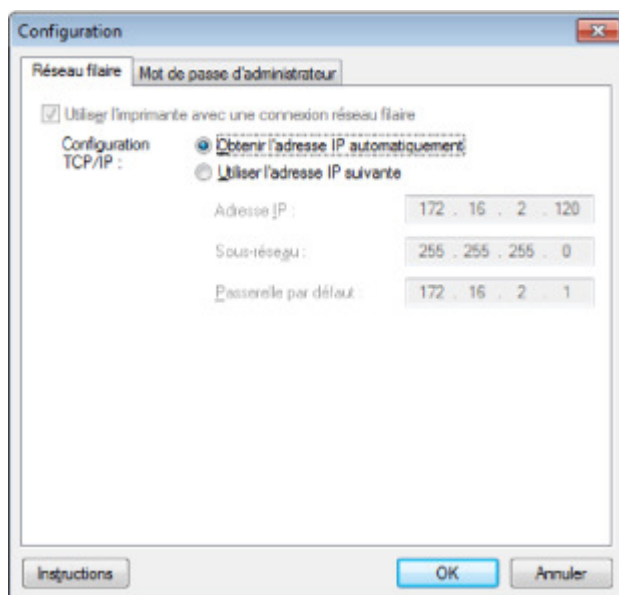 Configuration
Réseau filaire Mot de passe d'administrateur
Utiliser l'imprimante avec une connexion réseau filaire
Configuration TCP/IP :
Obtenir l'adresse IP automatiquement
Utiliser l'adresse IP suivante
Adresse IP : 172 . 16 . 2 . 120
Sous-réseau : 255 . 255 . 255 . 0
Passerelle par défaut : 172 . 16 . 2 . 1
Instructions OK Annuler